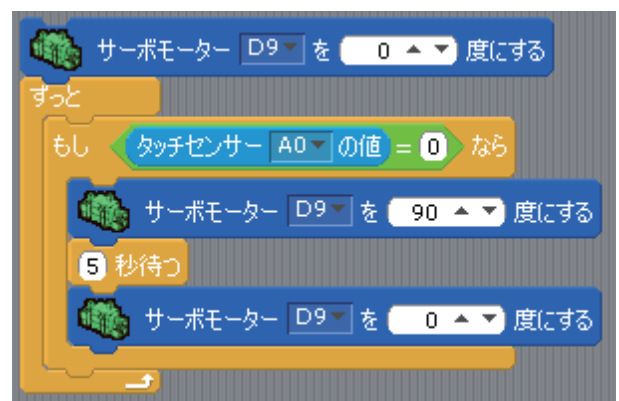 サーボモーター D9 を 0 度にする
ずっと
もし タッチセンサー A0 の値 = 0 なら
サーボモーター D9 を 90 度にする
5 秒待つ
サーボモーター D9 を 0 度にする